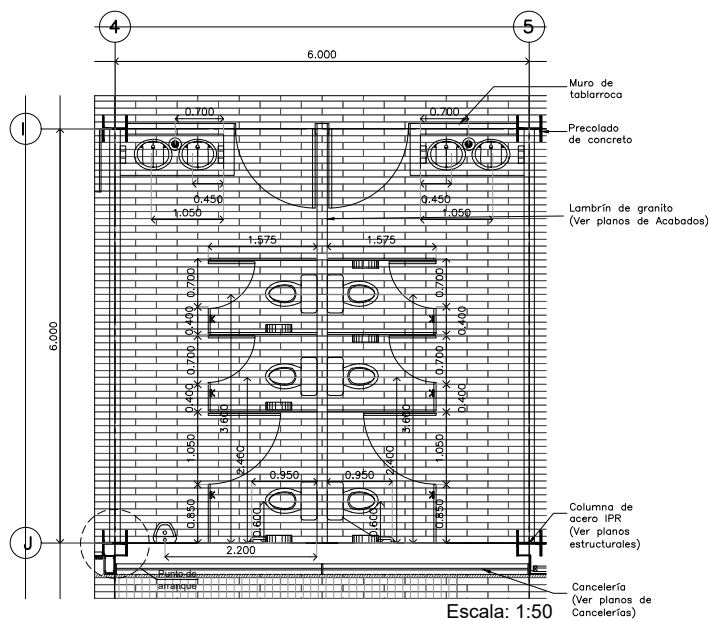 4
5
6.000
Muro de
tablarroca
0.700
0.700
I
Precolado
de concreto
0.450
0.450
1.050
1.050
Lambrín de granito
(Ver planos de Acabados)
1.575
1.575
0.700
0.700
6.000
0.400
0.400
0.700
0.700
0.400
0.400
3.600
3.600
2.400
2.400
1.050
1.050
0.950
0.950
0.850
0.600
0.600
0.850
Columna de
acero IPR
(Ver planos
estructurales)
J
2.200
Punto de
arranque
Cancelería
(Ver planos de
Cancelerías)
Escala: 1:50